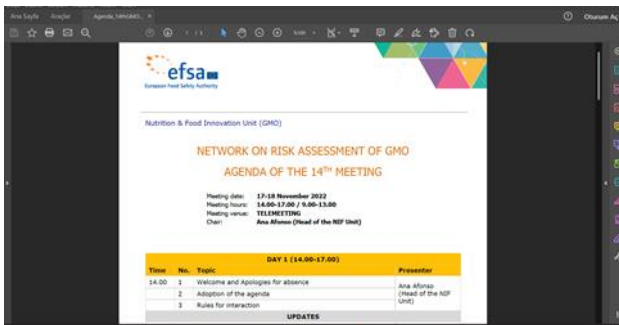 Ana Sayfa Araçlar Agenda_14thGMO... ×
Oturum Aç
efsa
European Food Safety Authority
Nutrition & Food Innovation Unit (GMO)
NETWORK ON RISK ASSESSMENT OF GMO
AGENDA OF THE 14TH MEETING
Meeting date: 17-18 November 2022
Meeting hours: 14.00-17.00 / 9.00-13.00
Meeting venue: TELEMEETING
Chair: Ana Afonso (Head of the NIF Unit)
DAY 1 (14.00-17.00)
Time No. Topic Presenter
14.00 1 Welcome and Apologies for absence
2 Adoption of the agenda
3 Rules for interaction
Ana Afonso
(Head of the NIF
Unit)
UPDATES